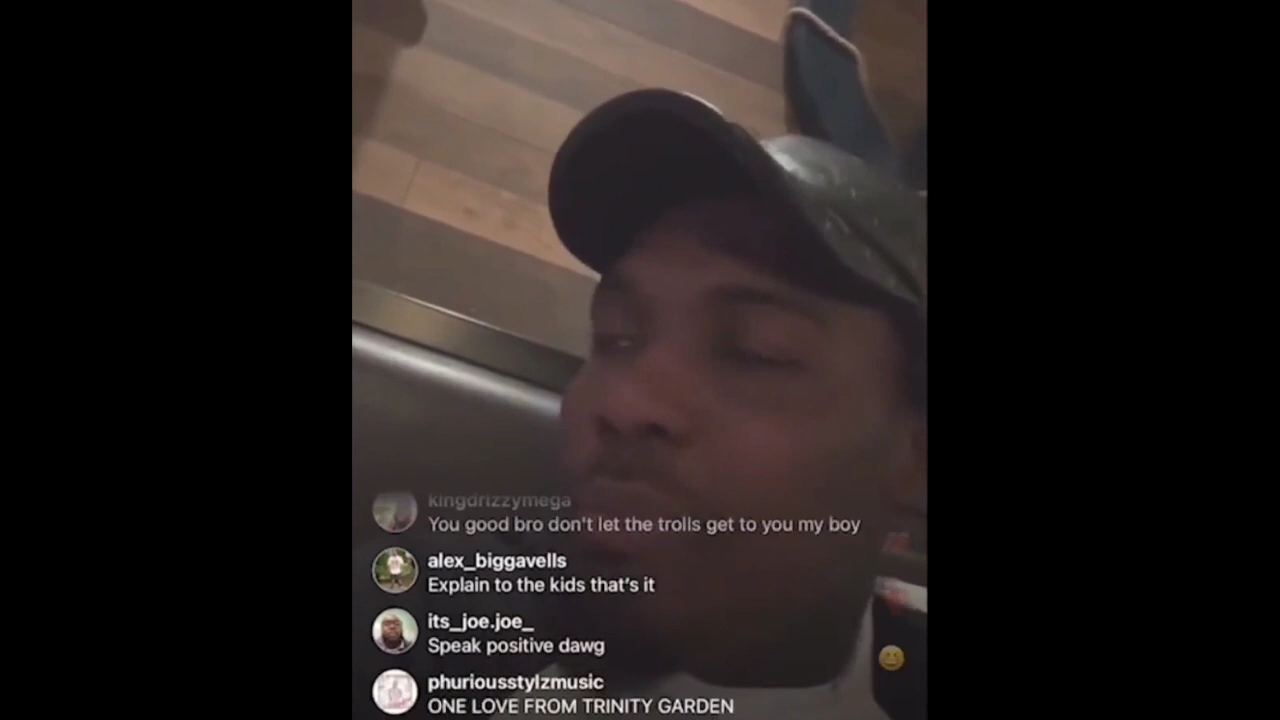 kingdrizzymega
You good bro don't let the trolls get to you my boy
alex_biggavells
Explain to the kids that's it
its_joe.joe_
Speak positive dawg
phuriousstylzmusic
ONE LOVE FROM TRINITY GARDEN